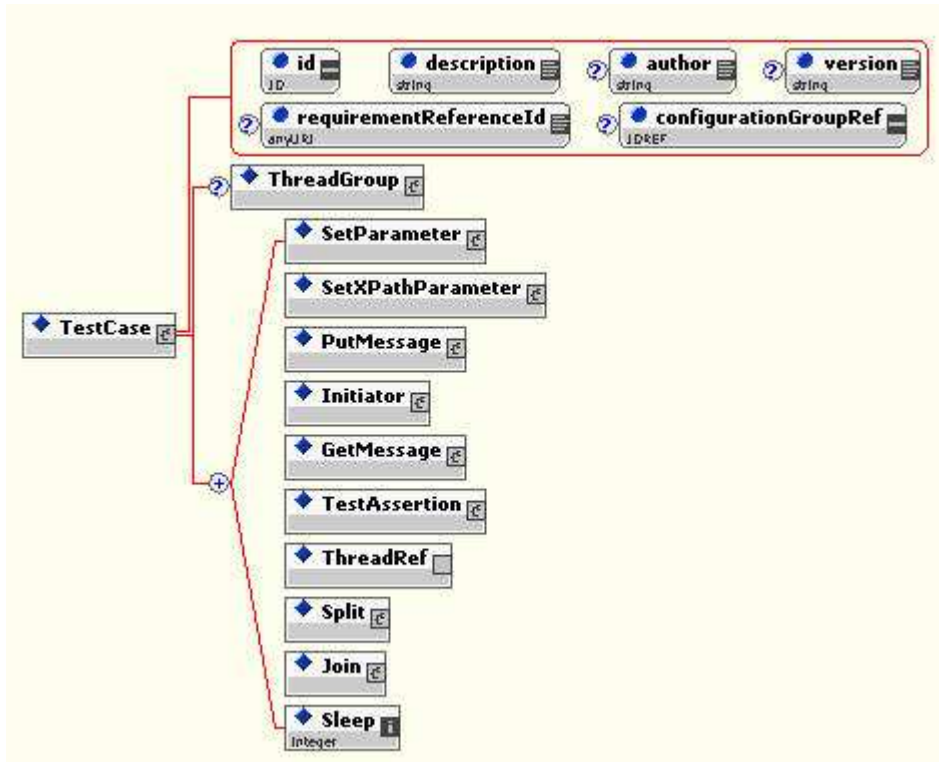 id description author version
ID string string string
requirementReferenceId configurationGroupRef
anyURI IDREF
? ThreadGroup
SetParameter
SetXPathParameter
TestCase
PutMessage
Initiator
GetMessage
+ TestAssertion
ThreadRef
Split
Join
Sleep
integer